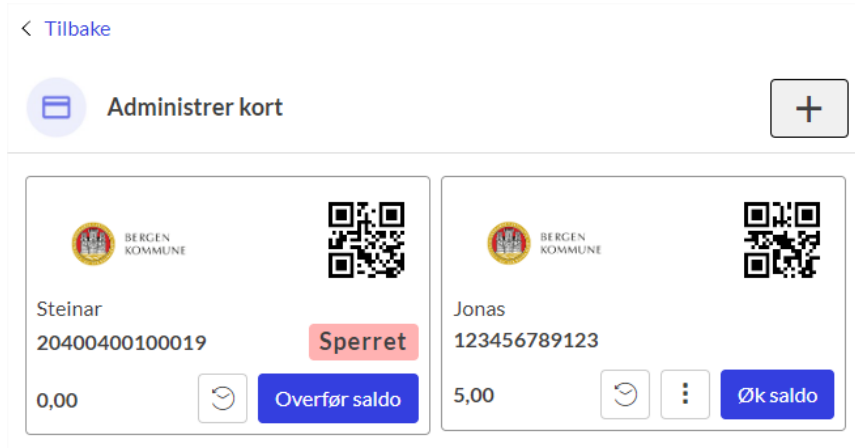 Tilbake
Administrer kort
BERGEN
KOMMUNE
Steinar
20400400100019
Sperret
0,00
Overfør saldo
BERGEN
KOMMUNE
Jonas
123456789123
5,00
Øk saldo